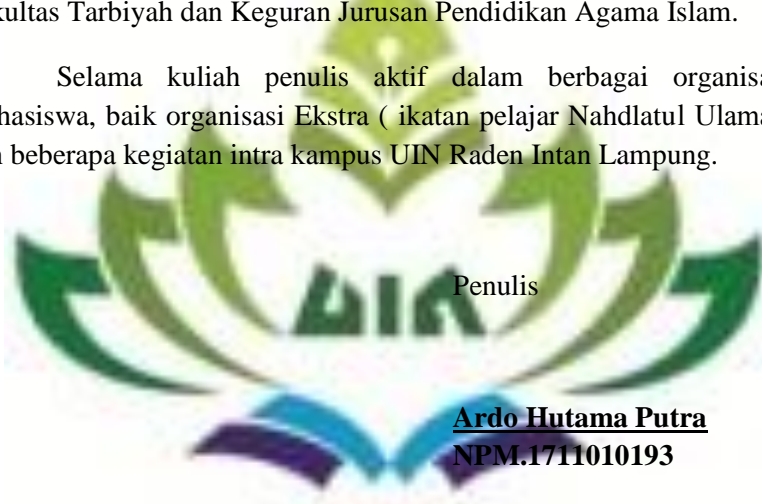 kultas Tarbiyah dan Keguran Jurusan Pendidikan Agama Islam.
Selama kuliah penulis aktif dalam berbagai organisa
hasiswa, baik organisasi Ekstra ( ikatan pelajar Nahdlatul Ulama
n beberapa kegiatan intra kampus UIN Raden Intan Lampung.
UIN
Penulis
Ardo Hutama Putra
NPM.1711010193